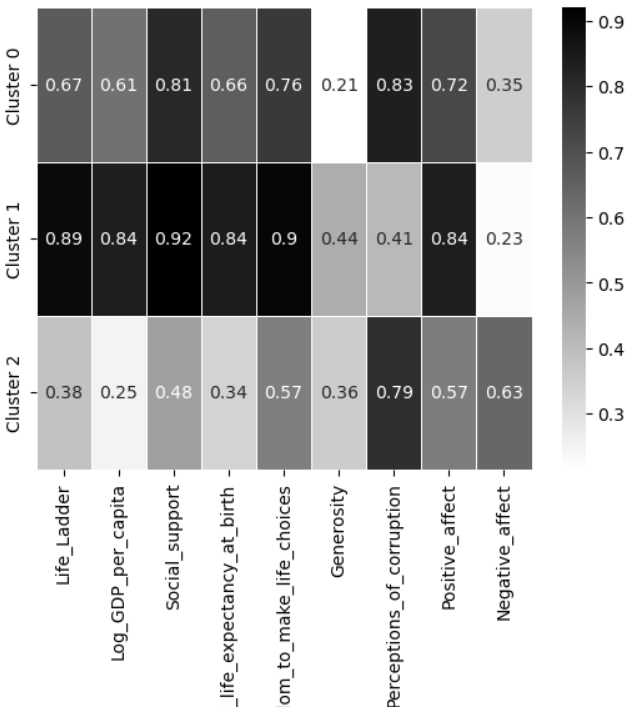 Cluster 0
0.67 0.61 0.81 0.66 0.76 0.21 0.83 0.72 0.35
Cluster 1
0.89 0.84 0.92 0.84 0.9 0.44 0.41 0.84 0.23
Cluster 2
0.38 0.25 0.48 0.34 0.57 0.36 0.79 0.57 0.63
Life_Ladder
Log_GDP_per_capita
Social_support
_life_expectancy_at_birth
lom_to_make_life_choices
Generosity
Perceptions_of_corruption
Positive_affect
Negative_affect
0.9
0.8
0.7
0.6
0.5
0.4
0.3